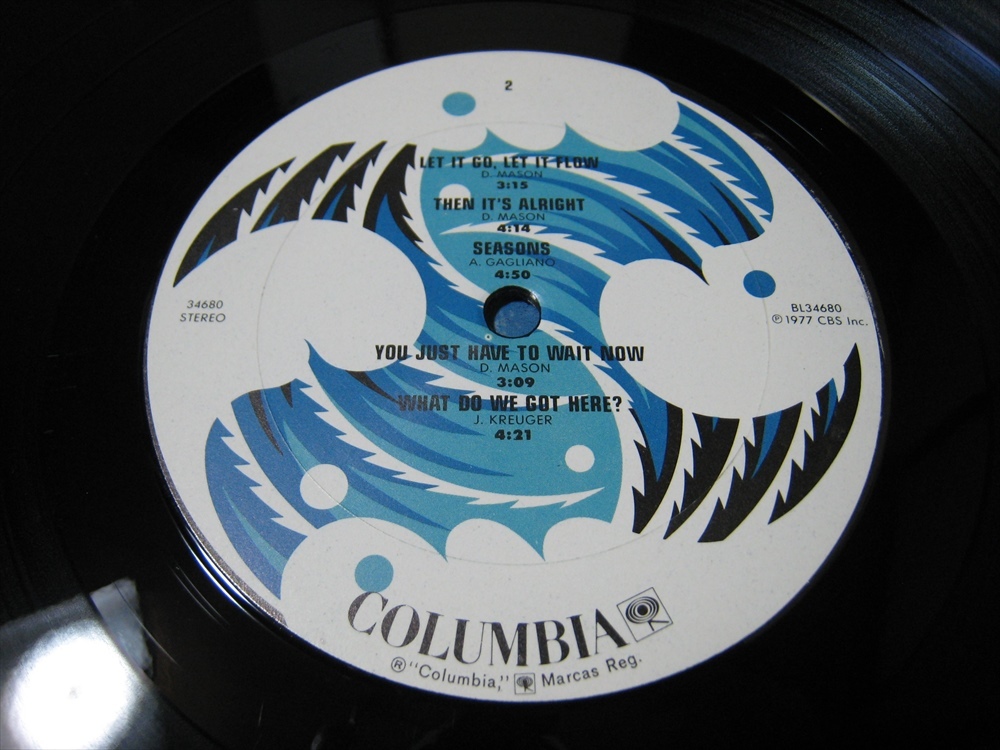 2
LET IT GO, LET IT FLOW
D. MASON
3:15
THEN IT'S ALRIGHT
D. MASON
4:14
SEASONS
A. GAGLIANO
4:50
34680
STEREO
BL34680
℗ 1977 CBS Inc.
YOU JUST HAVE TO WAIT NOW
D. MASON
3:09
WHAT DO WE GOT HERE?
J. KREUGER
4:21
COLUMBIA
® "Columbia," Marcas Reg.